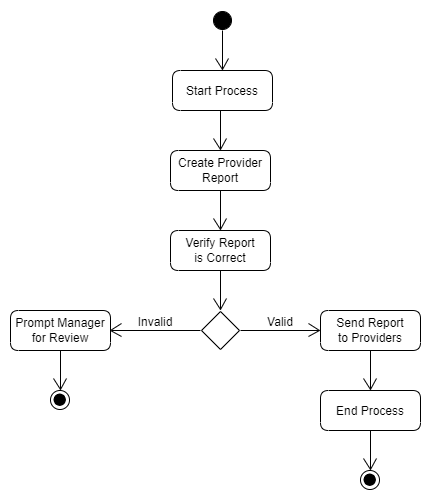 Start Process
Create Provider
Report
Verify Report
is Correct
Invalid
Valid
Prompt Manager
for Review
Send Report
to Providers
End Process